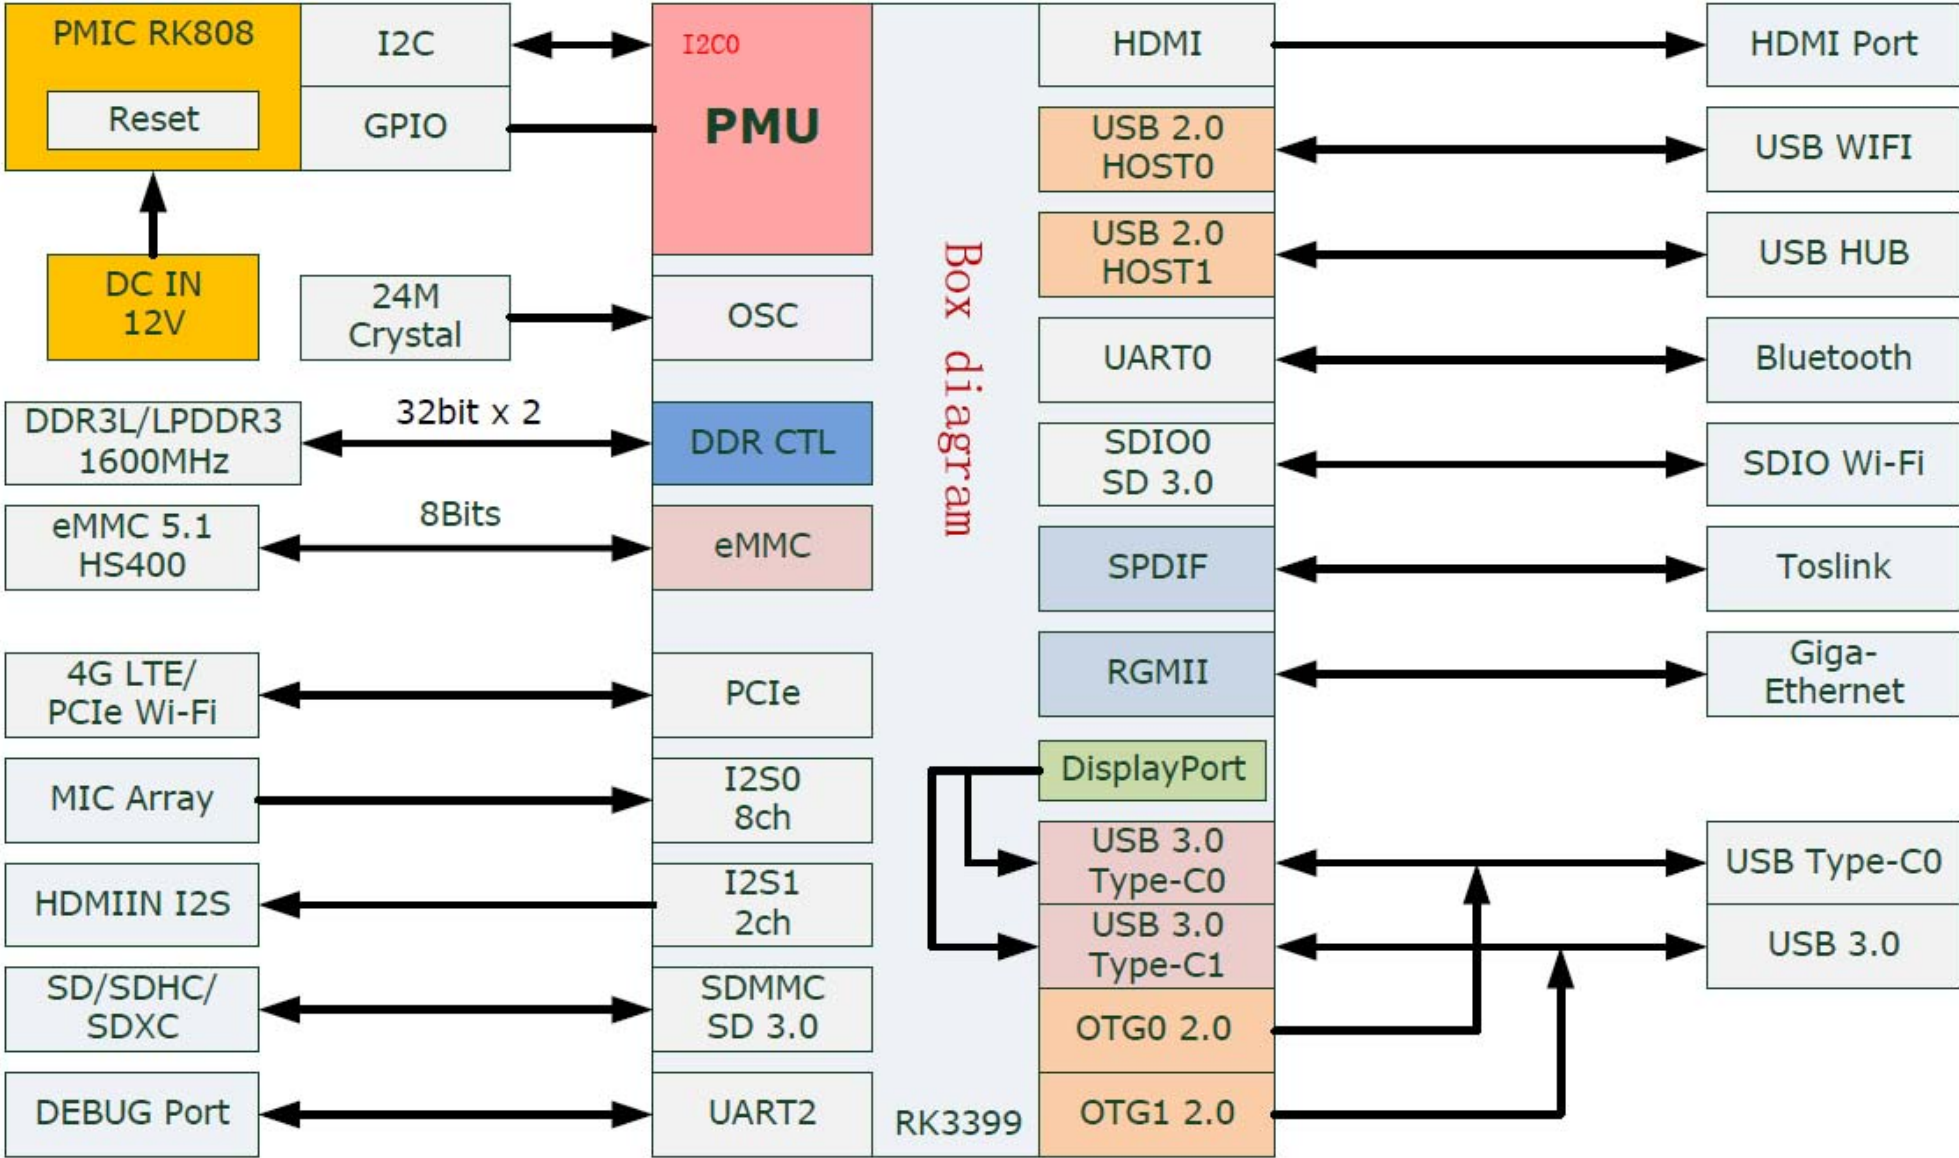 PMIC RK808
Reset
I2C
GPIO
DC IN
12V
24M
Crystal
DDR3L/LPDDR3
1600MHz
32bit x 2
eMMC 5.1
HS400
8Bits
4G LTE/
PCIe Wi-Fi
MIC Array
HDMIIN I2S
SD/SDHC/
SDXC
DEBUG Port
I2C0
PMU
OSC
DDR CTL
eMMC
PCIe
I2S0
8ch
I2S1
2ch
SDMMC
SD 3.0
UART2
Box diagram
RK3399
HDMI
USB 2.0
HOST0
USB 2.0
HOST1
UART0
SDIO0
SD 3.0
SPDIF
RGMII
DisplayPort
USB 3.0
Type-C0
USB 3.0
Type-C1
OTG0 2.0
OTG1 2.0
HDMI Port
USB WIFI
USB HUB
Bluetooth
SDIO Wi-Fi
Toslink
Giga-
Ethernet
USB Type-C0
USB 3.0